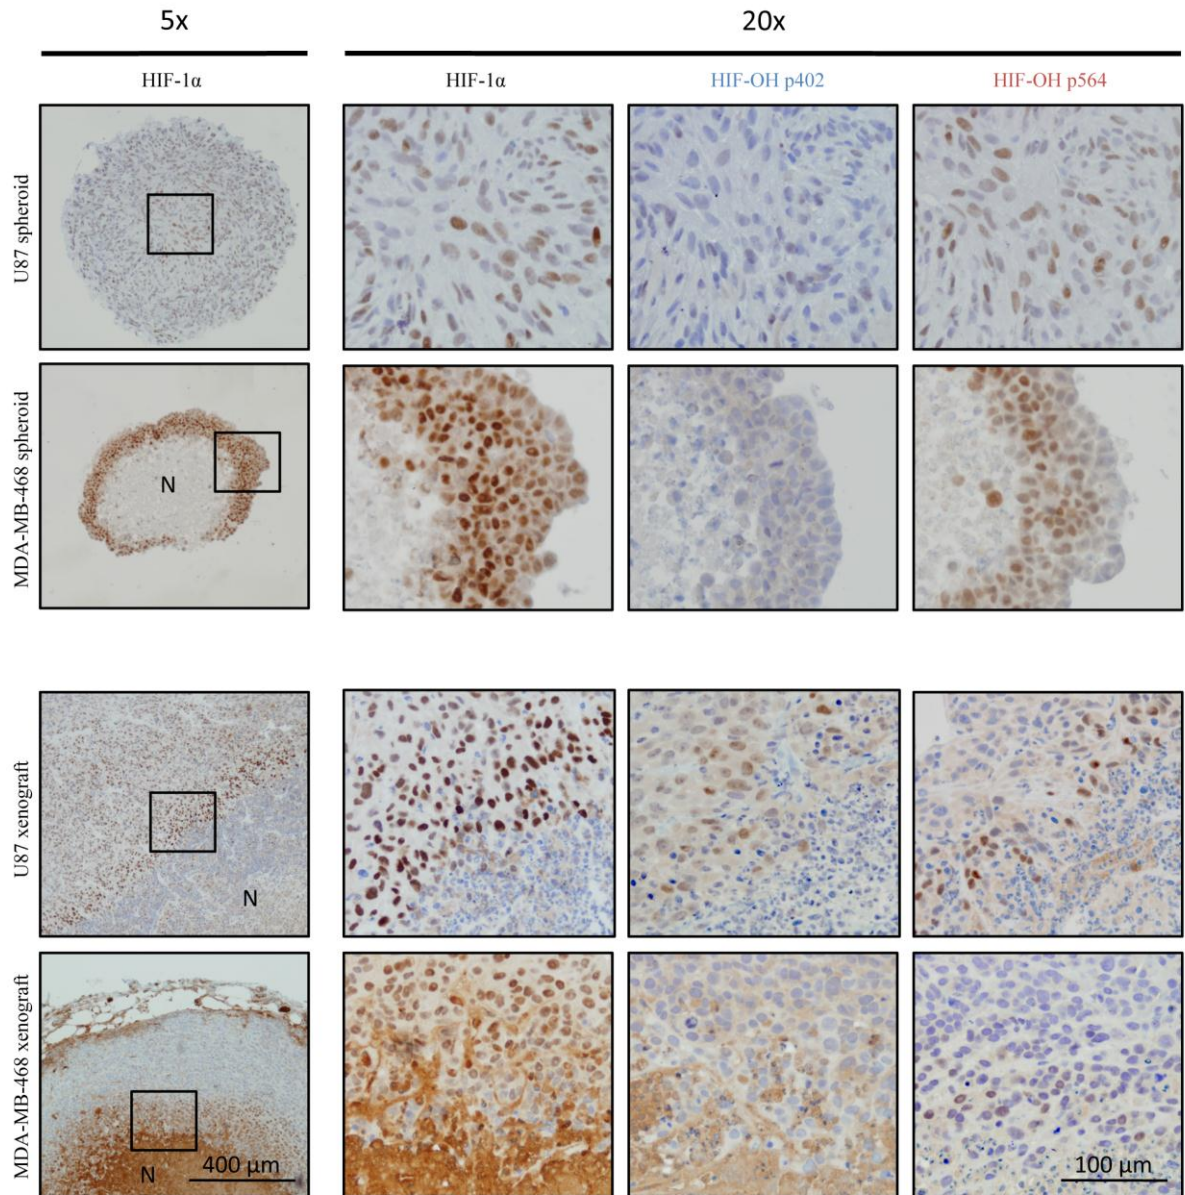 5x 20x
HIF-1α HIF-1α HIF-OH p402 HIF-OH p564
U87 spheroid
MDA-MB-468 spheroid
N
U87 xenograft
N
MDA-MB-468 xenograft
N 400 µm 100 µm